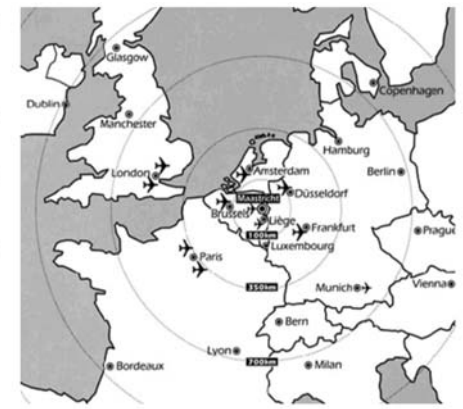 Glasgow
Copenhagen
Dublin
Manchester
Hamburg
London
Amsterdam
Berlin
Düsseldorf
Maastricht
Brussels
Liège
Frankfurt
Prague
100km
Luxembourg
Paris
350km
Munich
Vienna
Bern
Lyon
700km
Milan
Bordeaux